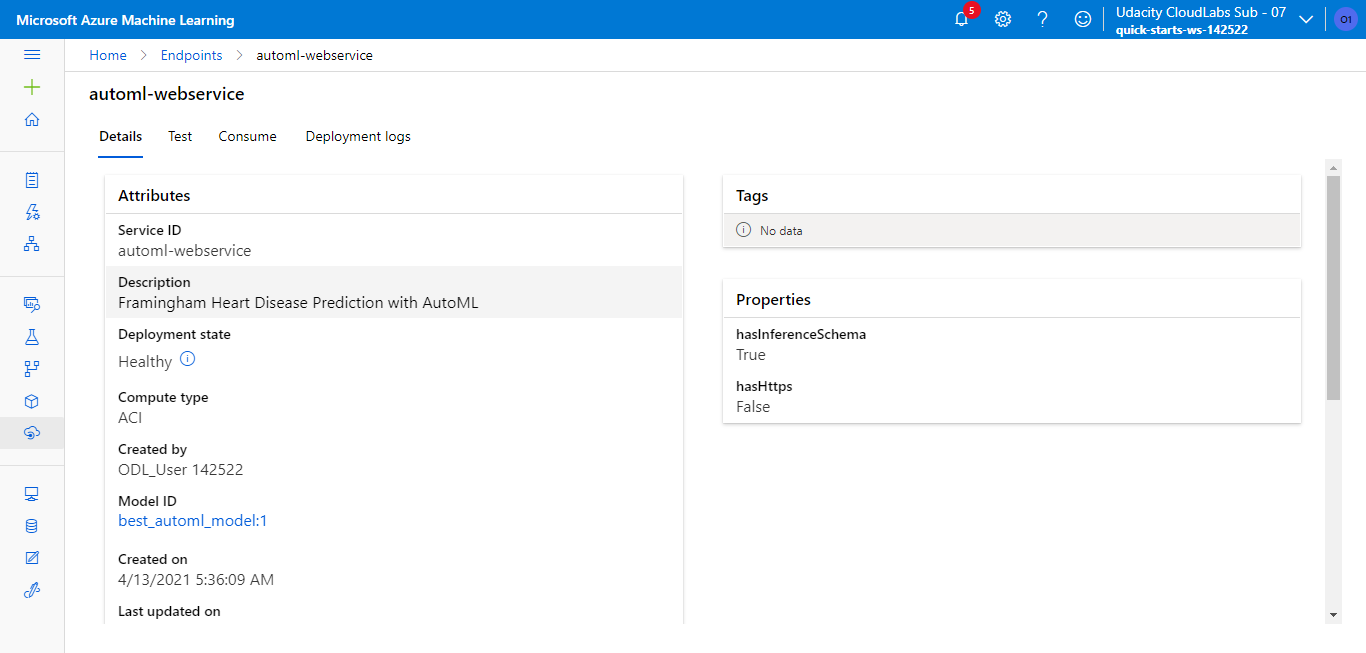 Microsoft Azure Machine Learning
5
Udacity CloudLabs Sub - 07
quick-starts-ws-142522
O1
Home > Endpoints > automl-webservice
automl-webservice
Details Test Consume Deployment logs
Attributes
Service ID
automl-webservice
Description
Framingham Heart Disease Prediction with AutoML
Deployment state
Healthy
Compute type
ACI
Created by
ODL_User 142522
Model ID
best_automl_model:1
Created on
4/13/2021 5:36:09 AM
Last updated on
Tags
No data
Properties
hasInferenceSchema
True
hasHttps
False